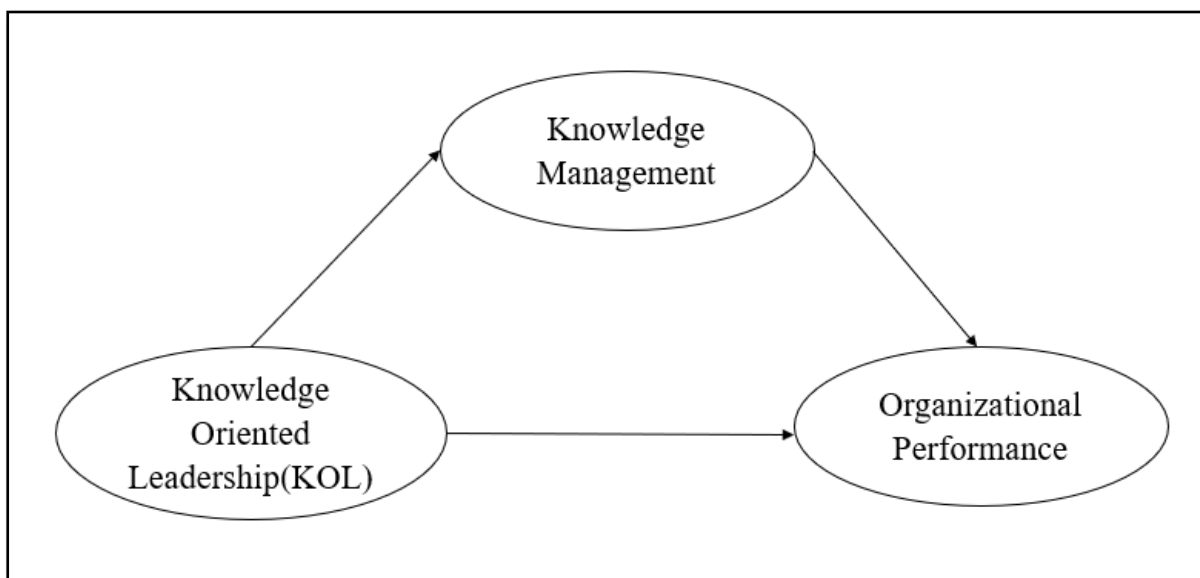 Knowledge
Management
Knowledge
Oriented
Leadership(KOL)
Organizational
Performance